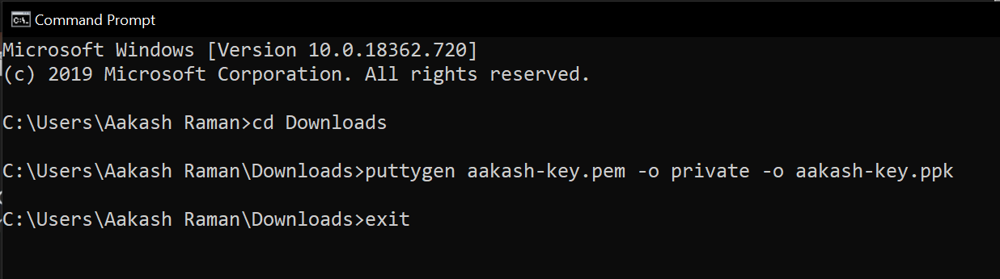 Command Prompt
Microsoft Windows [Version 10.0.18362.720]
(c) 2019 Microsoft Corporation. All rights reserved.
C:\Users\Aakash Raman>cd Downloads
C:\Users\Aakash Raman\Downloads>puttygen aakash-key.pem -o private -o aakash-key.ppk
C:\Users\Aakash Raman\Downloads>exit